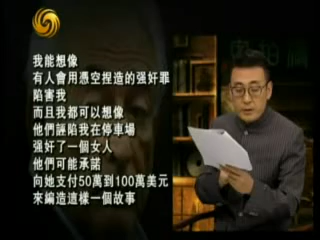 我能想像
有人會用憑空捏造的强奸罪
陷害我
而且我都可以想像
他們誣陷我在停車場
强奸了一個女人
他們可能承諾
向她支付50萬到100萬美元
來編造這樣一個故事